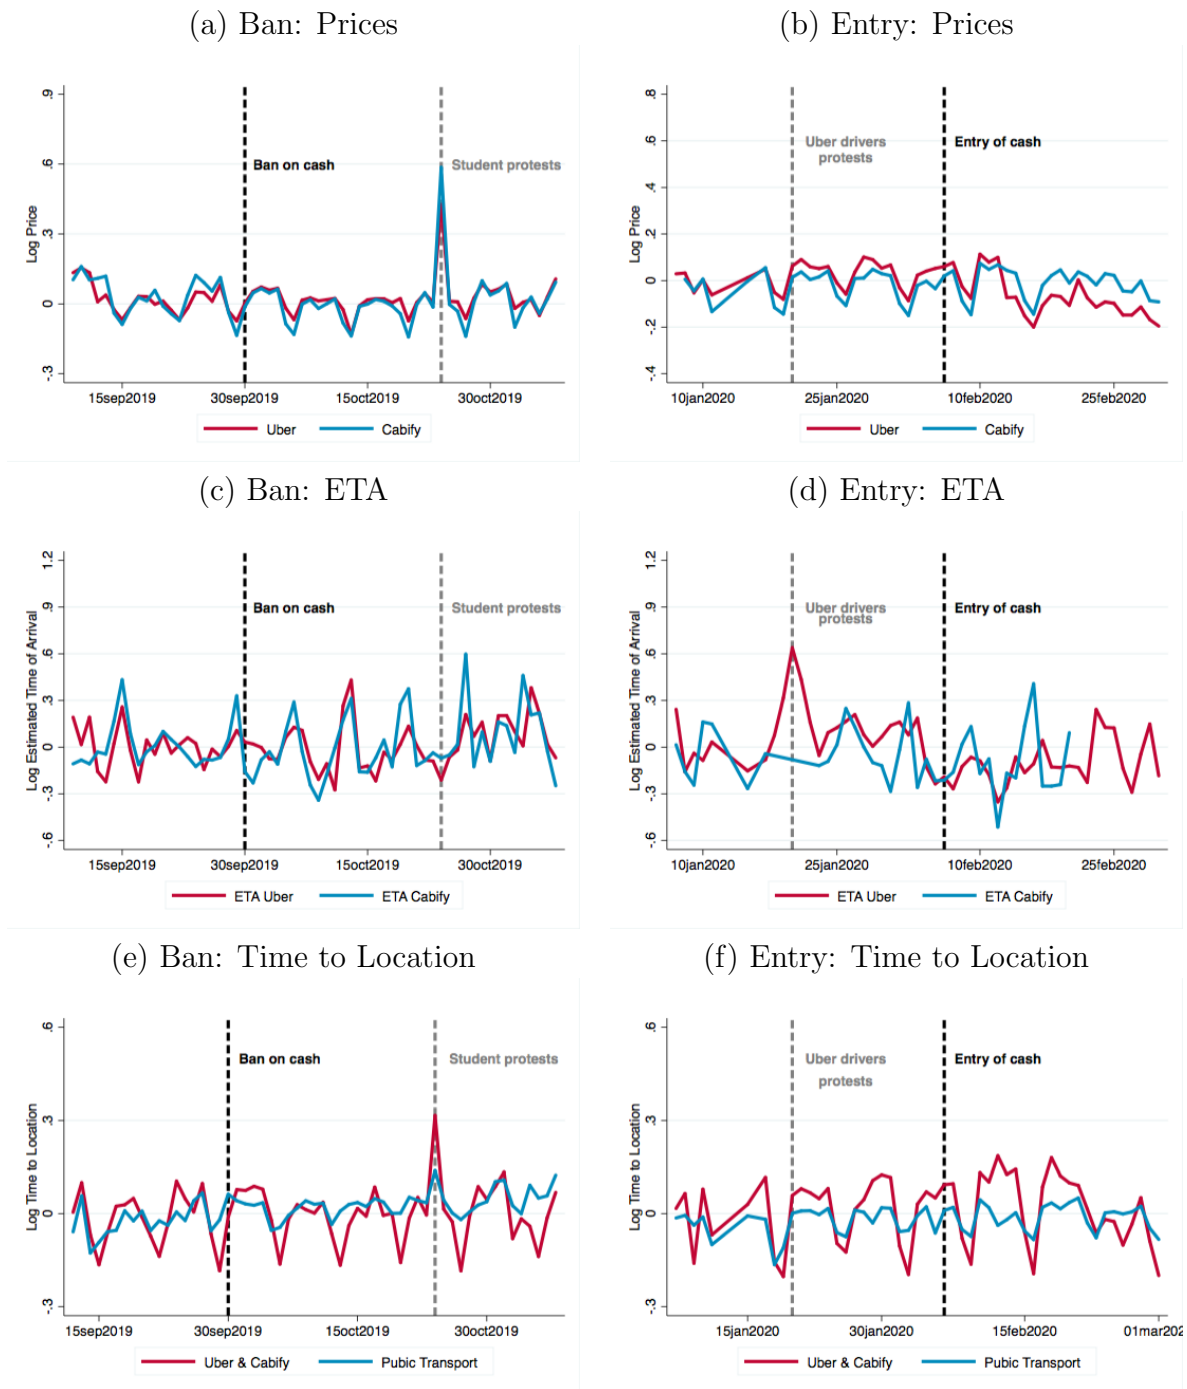 (a) Ban: Prices
(b) Entry: Prices
.9
.6
.3
0
-.3
Log Price
Ban on cash
Student protests
15sep2019
30sep2019
15oct2019
30oct2019
Uber
Cabify
.8
.6
.4
.2
0
-.2
-.4
Log Price
Uber drivers
protests
Entry of cash
10jan2020
25jan2020
10feb2020
25feb2020
Uber
Cabify
(c) Ban: ETA
(d) Entry: ETA
1.2
.9
.6
.3
0
-.3
-.6
Log Estimated Time of Arrival
Ban on cash
Student protests
15sep2019
30sep2019
15oct2019
30oct2019
ETA Uber
ETA Cabify
1.2
.9
.6
.3
0
-.3
-.6
Log Estimated Time of Arrival
Uber drivers
protests
Entry of cash
10jan2020
25jan2020
10feb2020
25feb2020
ETA Uber
ETA Cabify
(e) Ban: Time to Location
(f) Entry: Time to Location
.6
.3
0
-.3
Log Time to Location
Ban on cash
Student protests
15sep2019
30sep2019
15oct2019
30oct2019
Uber & Cabify
Pubic Transport
.6
.3
0
-.3
Log Time to Location
Uber drivers
protests
Entry of cash
15jan2020
30jan2020
15feb2020
01mar202
Uber & Cabify
Pubic Transport